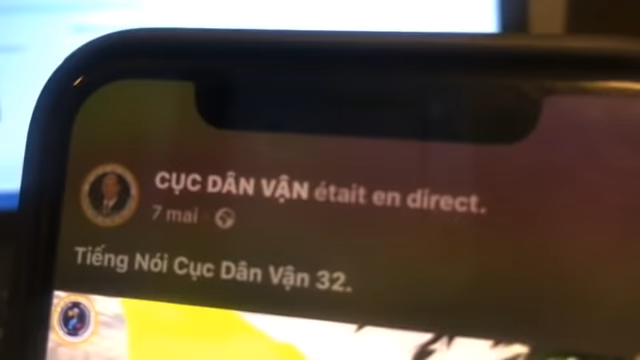 CỤC DÂN VẬN était en direct.
7 mai
Tiếng Nói Cục Dân Vận 32.